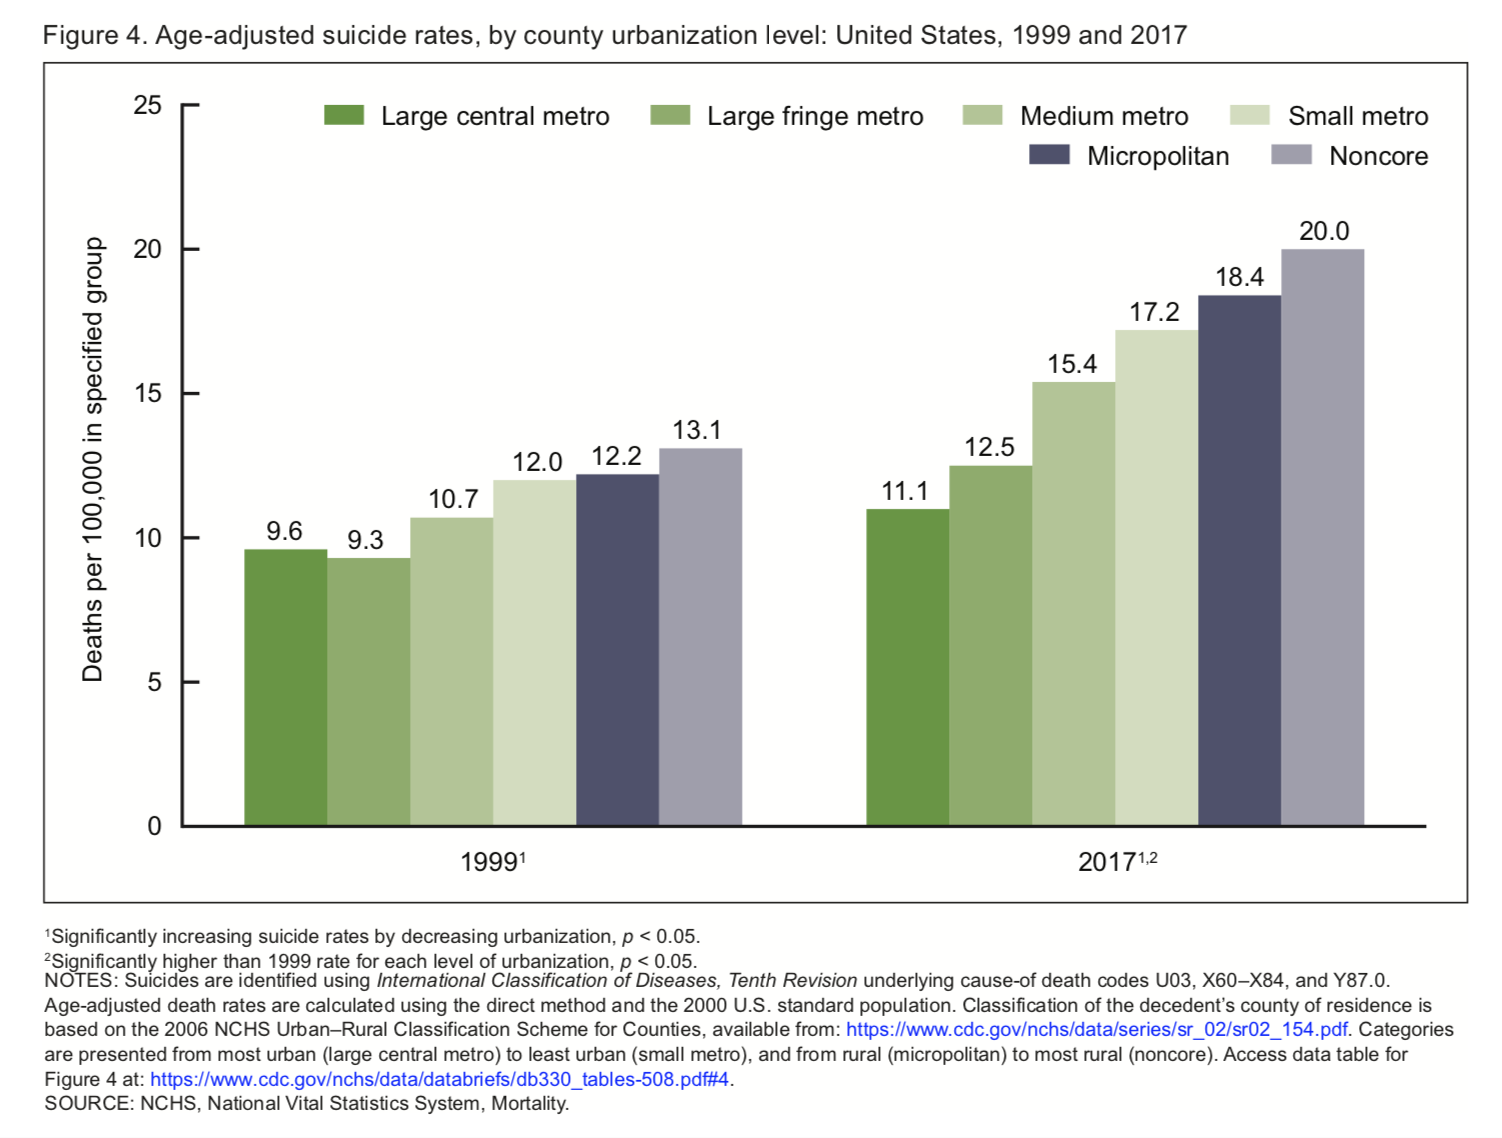 Figure 4. Age-adjusted suicide rates, by county urbanization level: United States, 1999 and 2017
25
20
15
10
5
0
Deaths per 100,000 in specified group
Large central metro
Large fringe metro
Medium metro
Small metro
Micropolitan
Noncore
9.6
9.3
10.7
12.0
12.2
13.1
11.1
12.5
15.4
17.2
18.4
20.0
1999¹
2017¹,²
¹Significantly increasing suicide rates by decreasing urbanization, p < 0.05.
²Significantly higher than 1999 rate for each level of urbanization, p < 0.05.
NOTES: Suicides are identified using International Classification of Diseases, Tenth Revision underlying cause-of death codes U03, X60–X84, and Y87.0.
Age-adjusted death rates are calculated using the direct method and the 2000 U.S. standard population. Classification of the decedent's county of residence is
based on the 2006 NCHS Urban–Rural Classification Scheme for Counties, available from: https://www.cdc.gov/nchs/data/series/sr_02/sr02_154.pdf. Categories
are presented from most urban (large central metro) to least urban (small metro), and from rural (micropolitan) to most rural (noncore). Access data table for
Figure 4 at: https://www.cdc.gov/nchs/data/databriefs/db330_tables-508.pdf#4.
SOURCE: NCHS, National Vital Statistics System, Mortality.